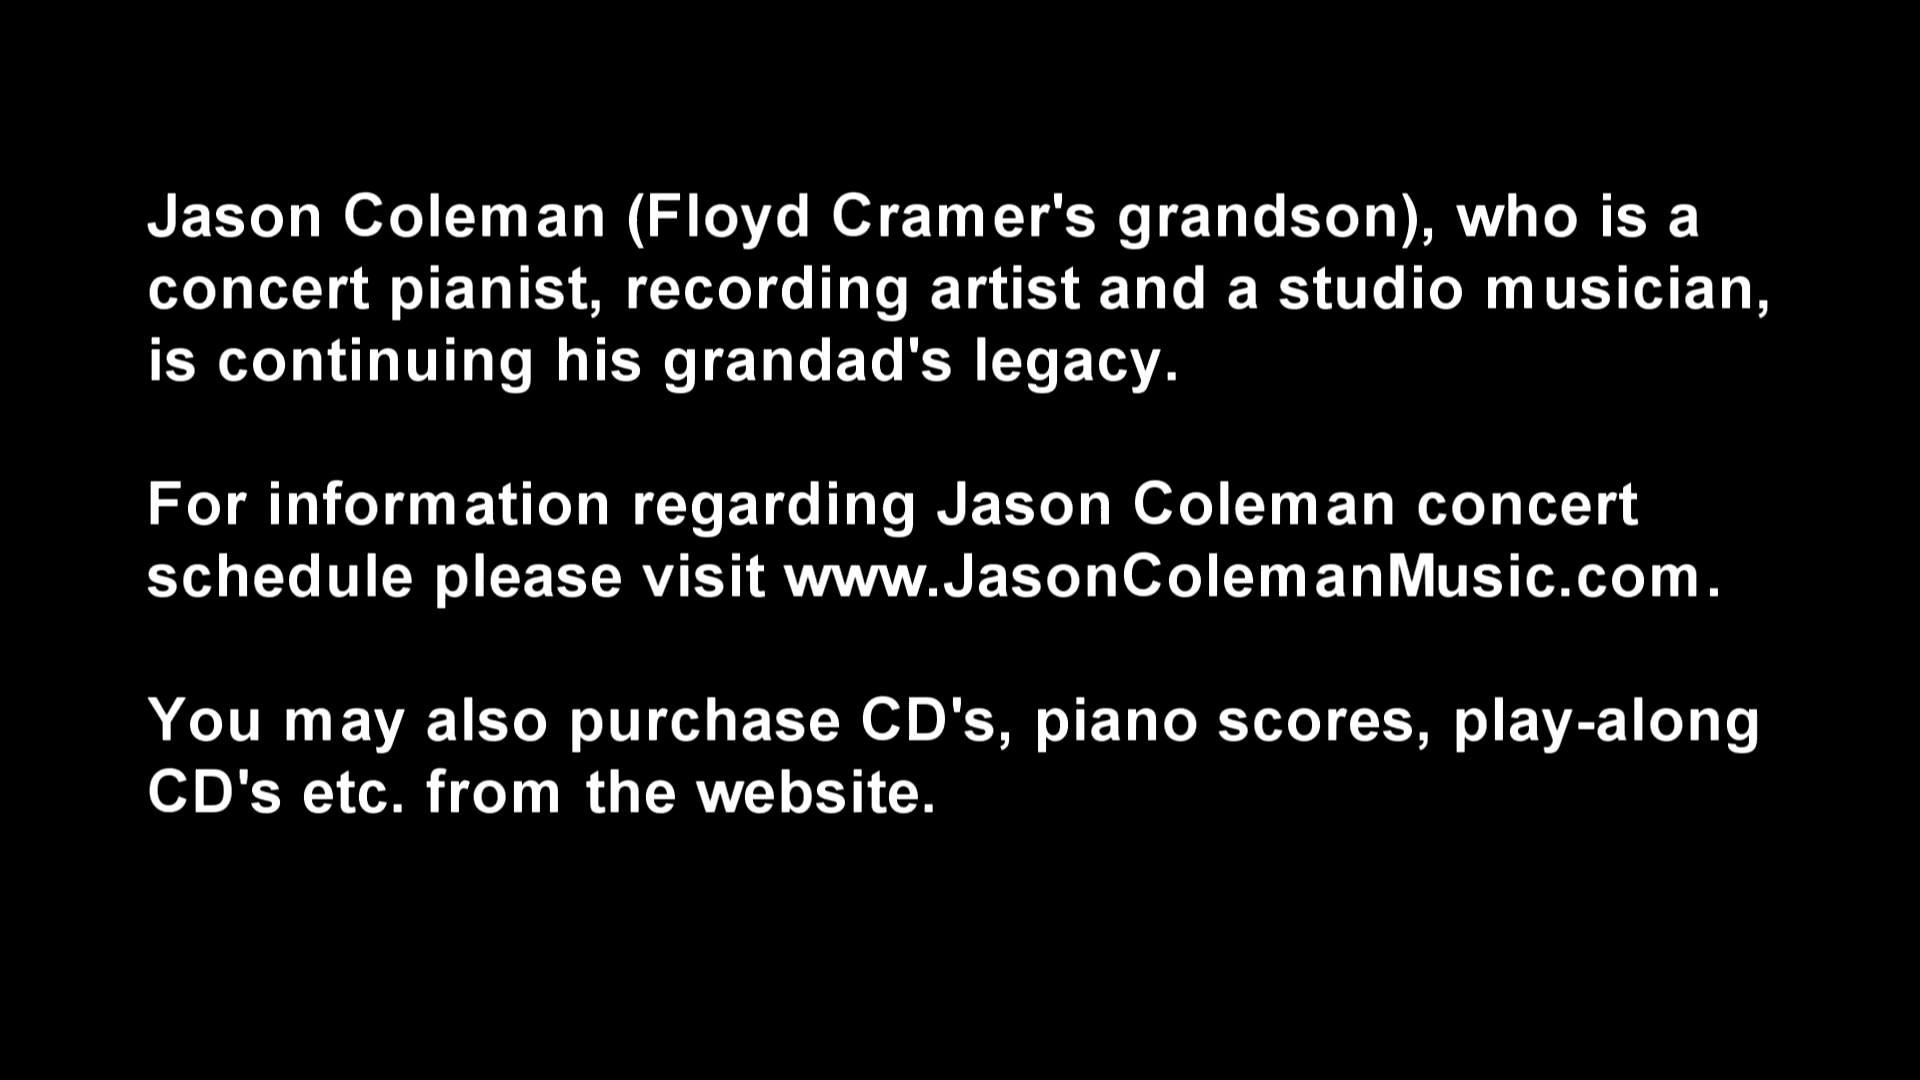 Jason Coleman (Floyd Cramer's grandson), who is a
concert pianist, recording artist and a studio musician,
is continuing his grandad's legacy.
For information regarding Jason Coleman concert
schedule please visit www.JasonColemanMusic.com.
You may also purchase CD's, piano scores, play-along
CD's etc. from the website.